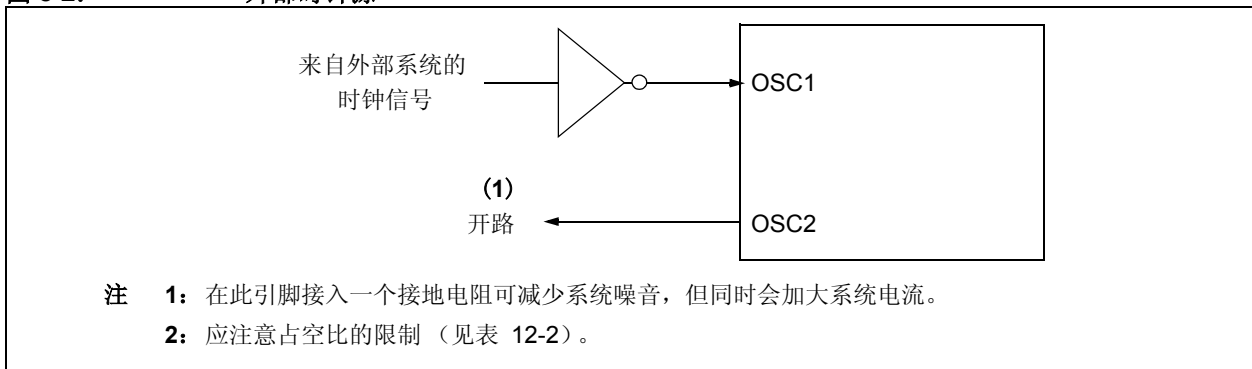 来自外部系统的
时钟信号
OSC1
（1）
开路
OSC2
注 1：在此引脚接入一个接地电阻可减少系统噪音，但同时会加大系统电流。
2：应注意占空比的限制 （见表 12-2）。